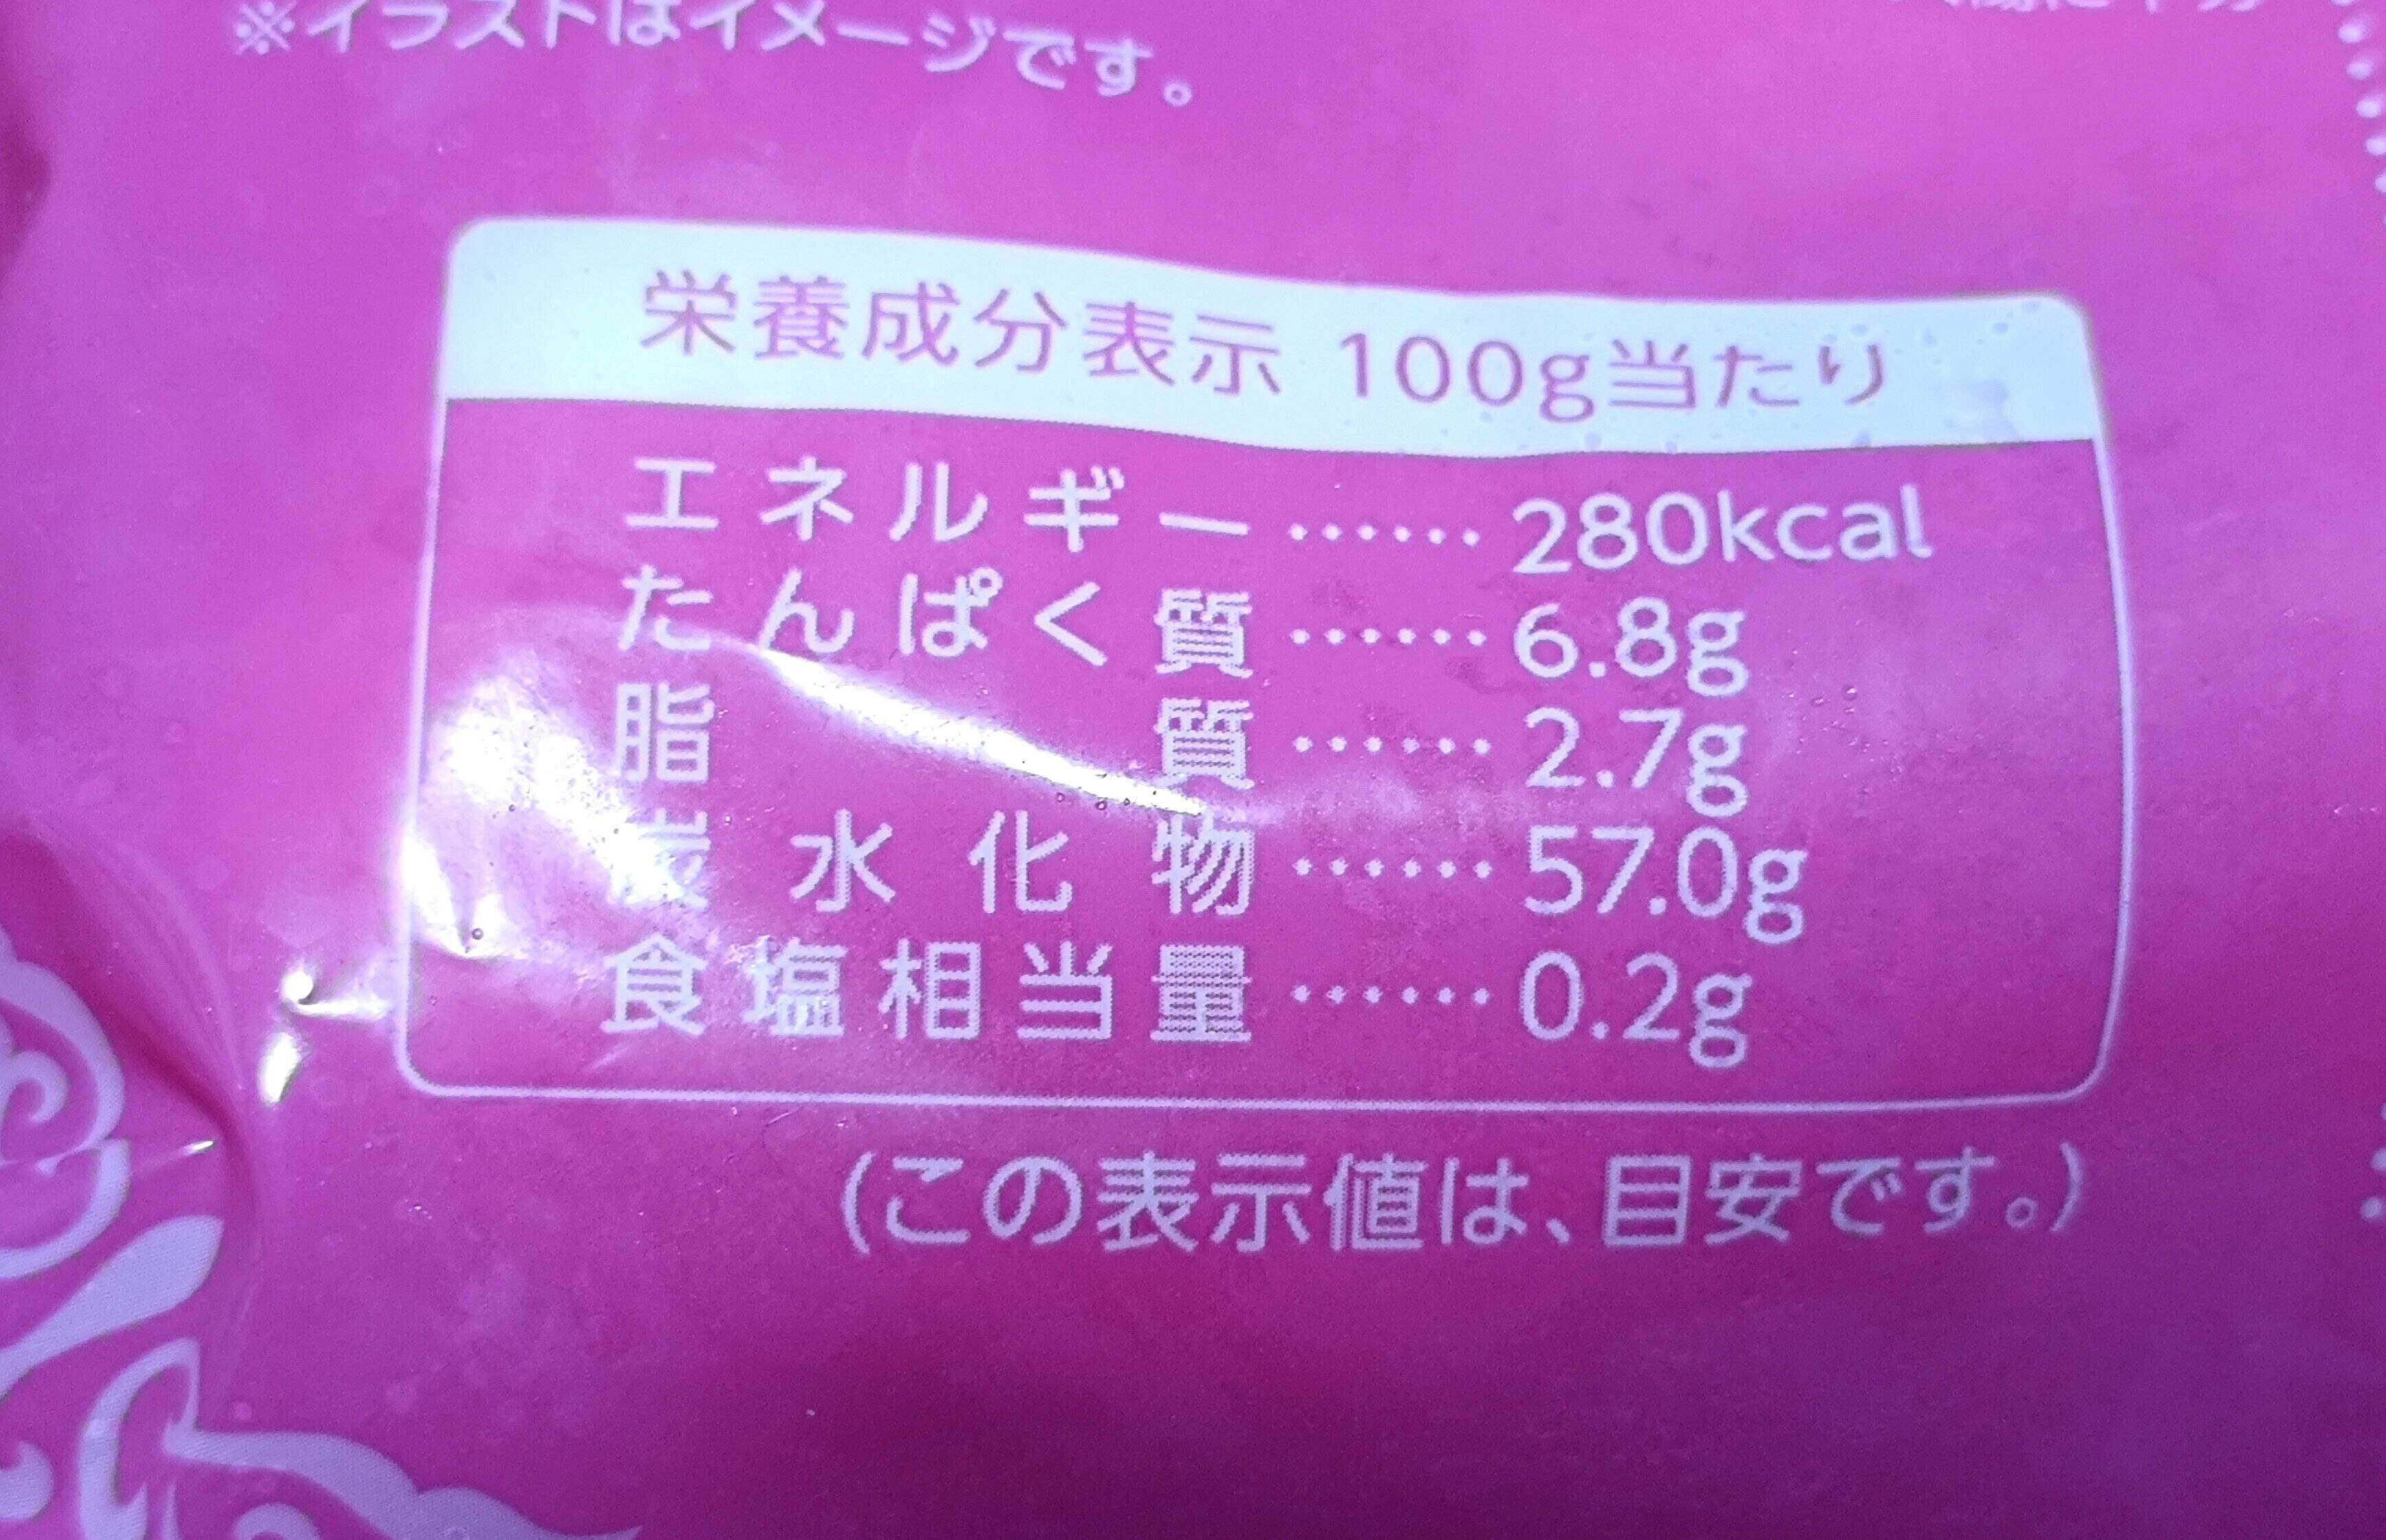 ※イラストはイメージです。
栄養成分表示 100g当たり
エネルギー……280kcal
たんぱく質……6.8g
脂質……2.7g
炭水化物……57.0g
食塩相当量……0.2g
(この表示値は、目安です。)